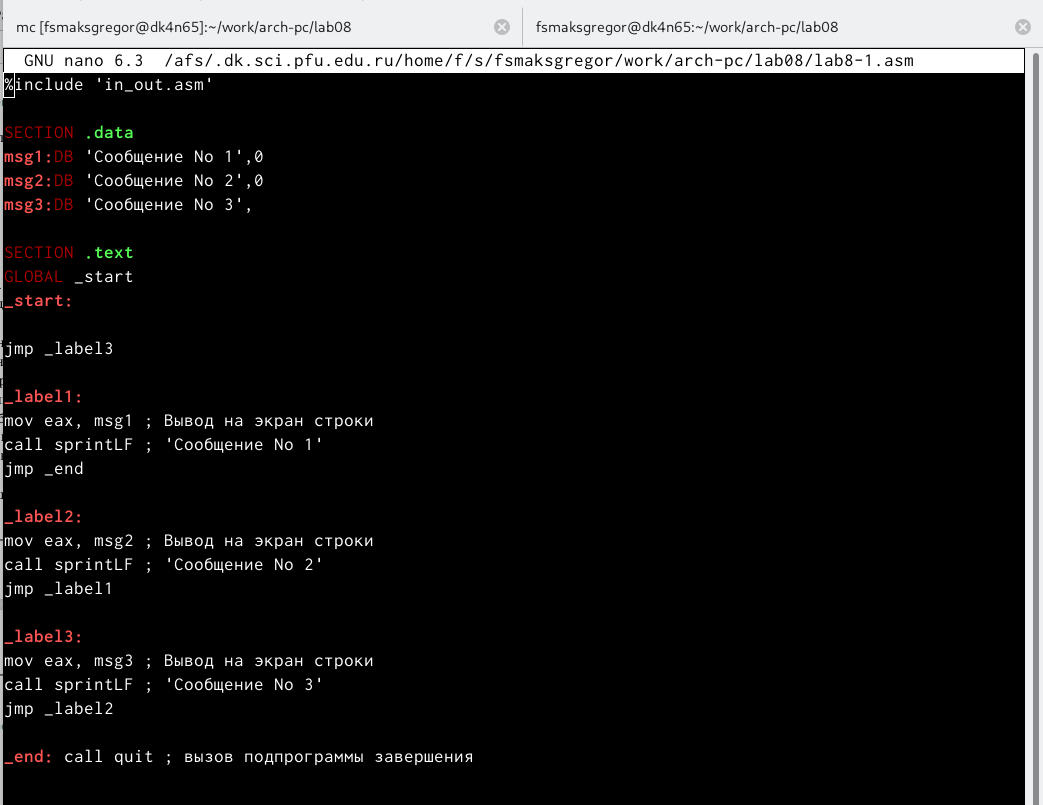 mc [fsmaksgregor@dk4n65]:~/work/arch-pc/lab08
fsmaksgregor@dk4n65:~/work/arch-pc/lab08
GNU nano 6.3  /afs/.dk.sci.pfu.edu.ru/home/f/s/fsmaksgregor/work/arch-pc/lab08/lab8-1.asm
%include 'in_out.asm'
SECTION .data
msg1:DB 'Сообщение No 1',0
msg2:DB 'Сообщение No 2',0
msg3:DB 'Сообщение No 3',
SECTION .text
GLOBAL _start
_start:
jmp _label3
_label1:
mov eax, msg1 ; Вывод на экран строки
call sprintLF ; 'Сообщение No 1'
jmp _end
_label2:
mov eax, msg2 ; Вывод на экран строки
call sprintLF ; 'Сообщение No 2'
jmp _label1
_label3:
mov eax, msg3 ; Вывод на экран строки
call sprintLF ; 'Сообщение No 3'
jmp _label2
_end: call quit ; вызов подпрограммы завершения